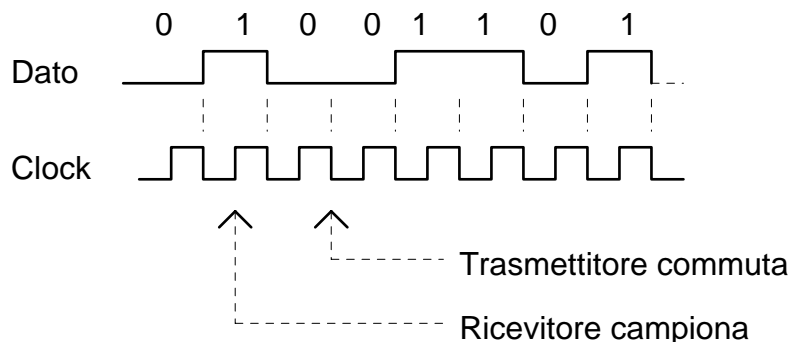 0 1 0 0 1 1 0 1
Dato
Clock
Trasmettitore commuta
Ricevitore campiona